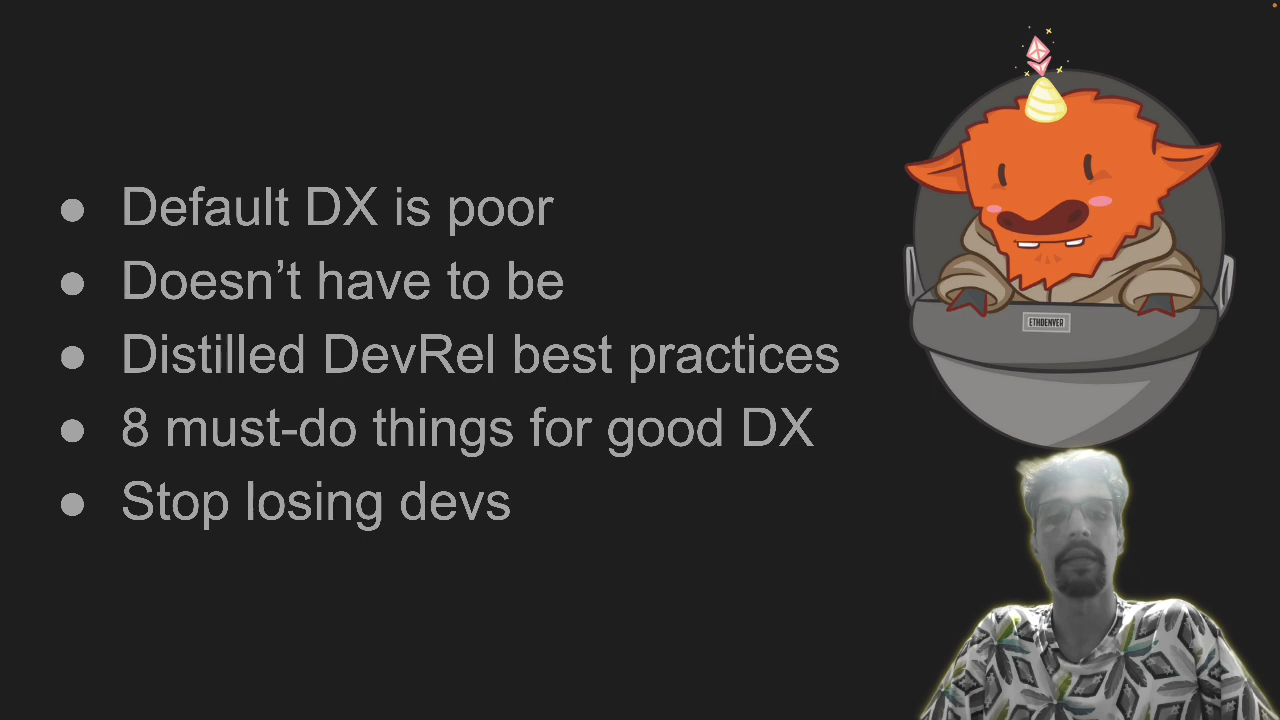 ● Default DX is poor
● Doesn’t have to be
● Distilled DevRel best practices
● 8 must-do things for good DX
● Stop losing devs
ETHDENVER